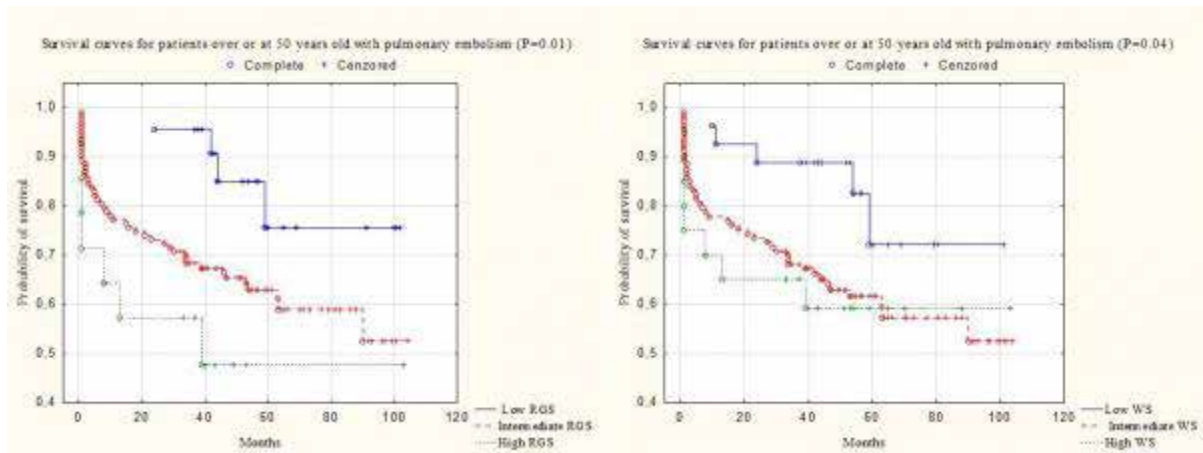 Survival curves for patients over or at 50 years old with pulmonary embolism (P=0.01)
Complete Cenzored
1.0
0.9
0.8
0.7
0.6
0.5
0.4
Probability of survival
0 20 40 60 80 100 120
Months
Low RGS
Intermediate RGS
High RGS
Survival curves for patients over or at 50 years old with pulmonary embolism (P=0.04)
Complete Cenzored
1.0
0.9
0.8
0.7
0.6
0.5
0.4
Probability of survival
0 20 40 60 80 100 120
Months
Low WS
Intermediate WS
High WS